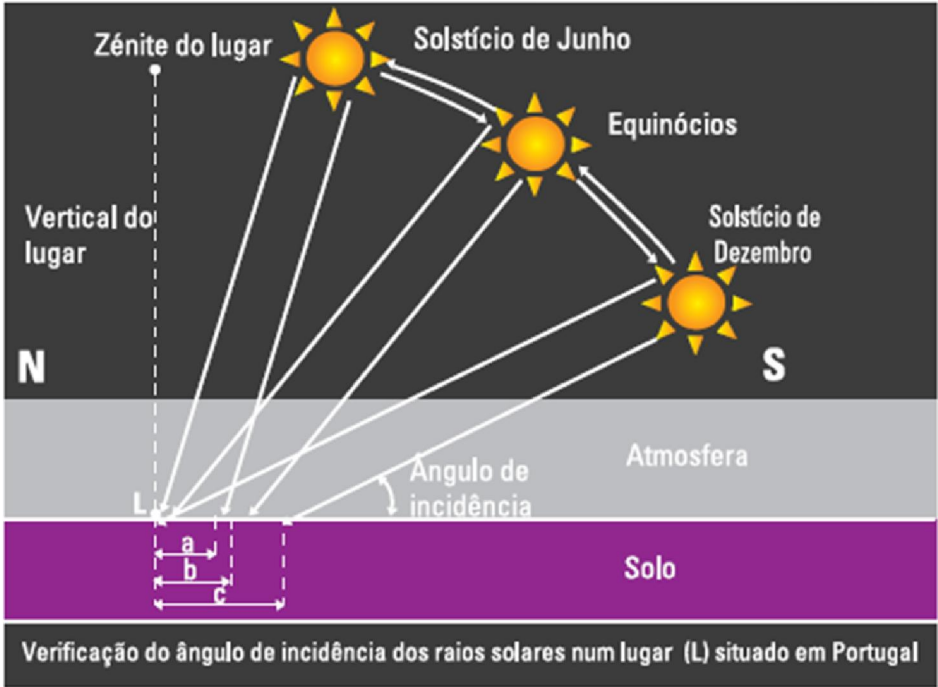 Zénite do lugar
Solstício de Junho
Equinócios
Vertical do
lugar
Solstício de
Dezembro
N
S
Atmosfera
Ângulo de
incidência
L
a
b
c
Solo
Verificação do ângulo de incidência dos raios solares num lugar (L) situado em Portugal